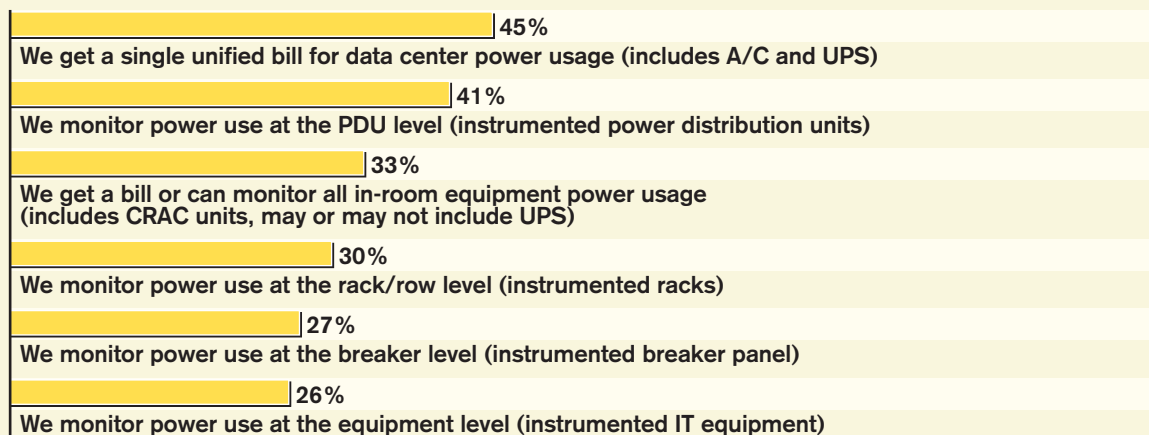 45%
We get a single unified bill for data center power usage (includes A/C and UPS)
41%
We monitor power use at the PDU level (instrumented power distribution units)
33%
We get a bill or can monitor all in-room equipment power usage
(includes CRAC units, may or may not include UPS)
30%
We monitor power use at the rack/row level (instrumented racks)
27%
We monitor power use at the breaker level (instrumented breaker panel)
26%
We monitor power use at the equipment level (instrumented IT equipment)